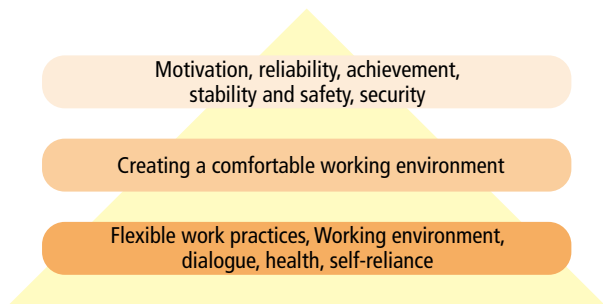 Motivation, reliability, achievement,
stability and safety, security
Creating a comfortable working environment
Flexible work practices, Working environment,
dialogue, health, self-reliance